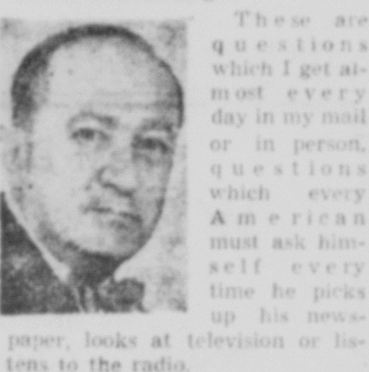 These are
questions
which I get al-
most every
day in my mail
or in person,
questions
which every
American
must ask him-
self every
time he picks
up his news-
paper, looks at television or lis-
tens to the radio.